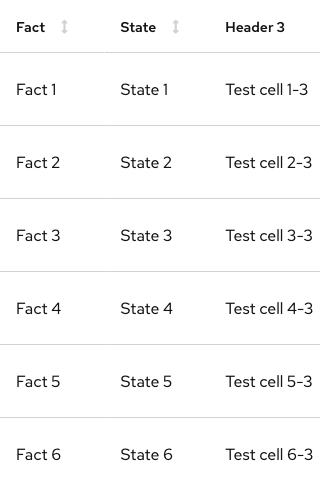 Fact State Header 3
Fact 1 State 1 Test cell 1-3
Fact 2 State 2 Test cell 2-3
Fact 3 State 3 Test cell 3-3
Fact 4 State 4 Test cell 4-3
Fact 5 State 5 Test cell 5-3
Fact 6 State 6 Test cell 6-3